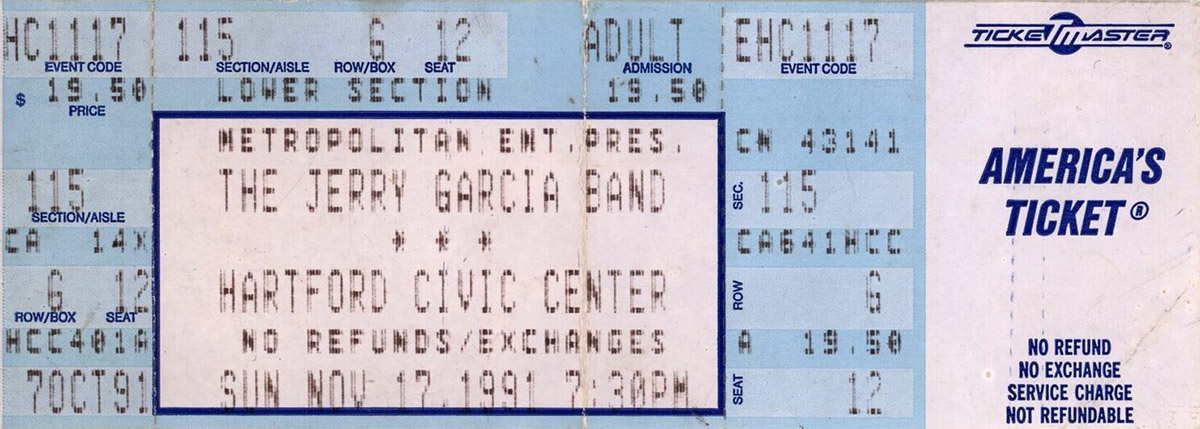 HC1117 115 G 12 ADULT EHC1117
EVENT CODE SECTION/AISLE ROW/BOX SEAT ADMISSION EVENT CODE
$ 19.50 LOWER SECTION 19.50
PRICE
METROPOLITAN ENT.PRES. CN 43141
115 THE JERRY GARCIA BAND SEC. 115
SECTION/AISLE
CA 14X * * * CA641HCC
G 12 HARTFORD CIVIC CENTER ROW G
ROW/BOX SEAT
HCC401A NO REFUNDS/EXCHANGES A 19.50
7OCT91 SUN NOV 17,1991 7:30PM SEAT 12
TICKETMASTER®
AMERICA'S
TICKET®
NO REFUND
NO EXCHANGE
SERVICE CHARGE
NOT REFUNDABLE